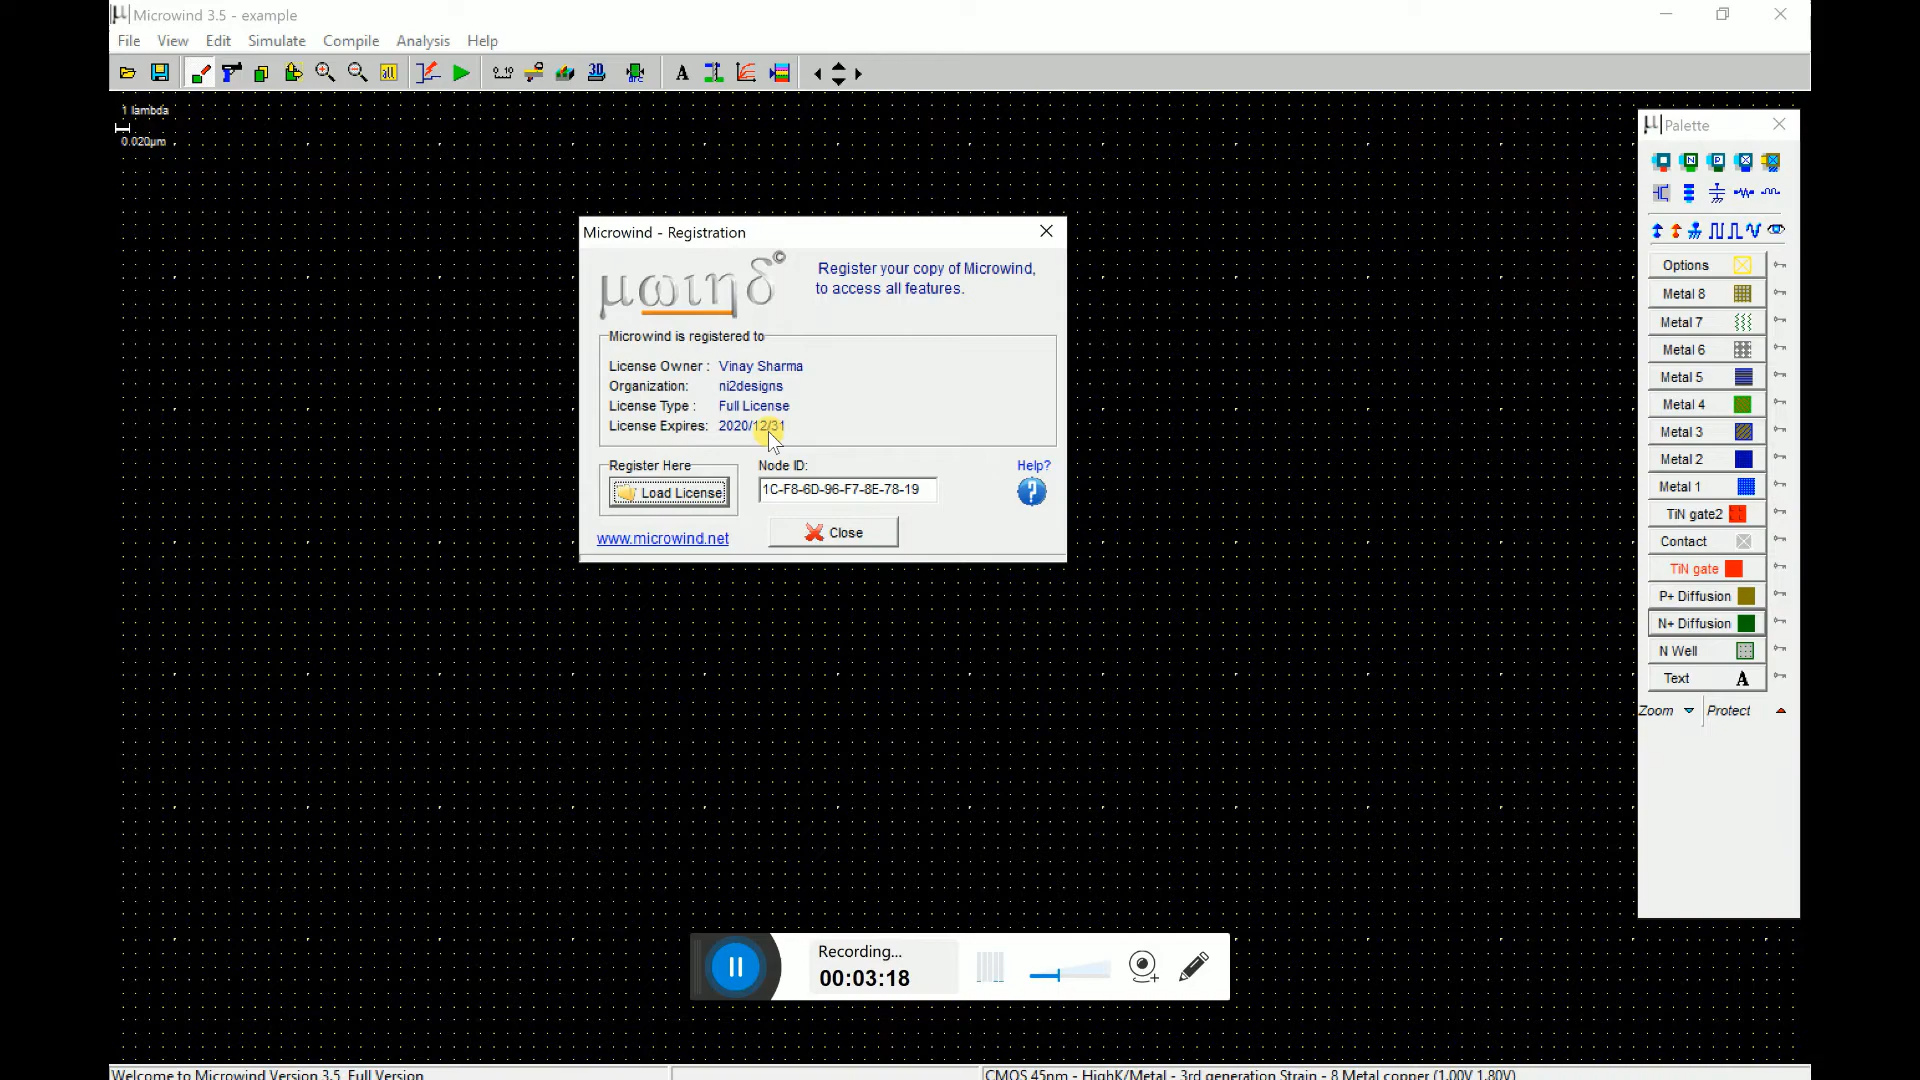 Microwind 3.5 - example
File View Edit Simulate Compile Analysis Help
1 lambda
0.020µm
Microwind - Registration
μωιηδ©
Register your copy of Microwind,
to access all features.
Microwind is registered to
License Owner : Vinay Sharma
Organization: ni2designs
License Type : Full License
License Expires: 2020/12/31
Register Here
Load License
Node ID:
1C-F8-6D-96-F7-8E-78-19
Help?
www.microwind.net
Close
Palette
Options
Metal 8
Metal 7
Metal 6
Metal 5
Metal 4
Metal 3
Metal 2
Metal 1
TiN gate2
Contact
TiN gate
P+ Diffusion
N+ Diffusion
N Well
Text A
Zoom Protect
Recording...
00:03:18
Welcome to Microwind Version 3.5 Full Version
CMOS 45nm - HighK/Metal - 3rd generation Strain - 8 Metal copper (1.00V 1.80V)